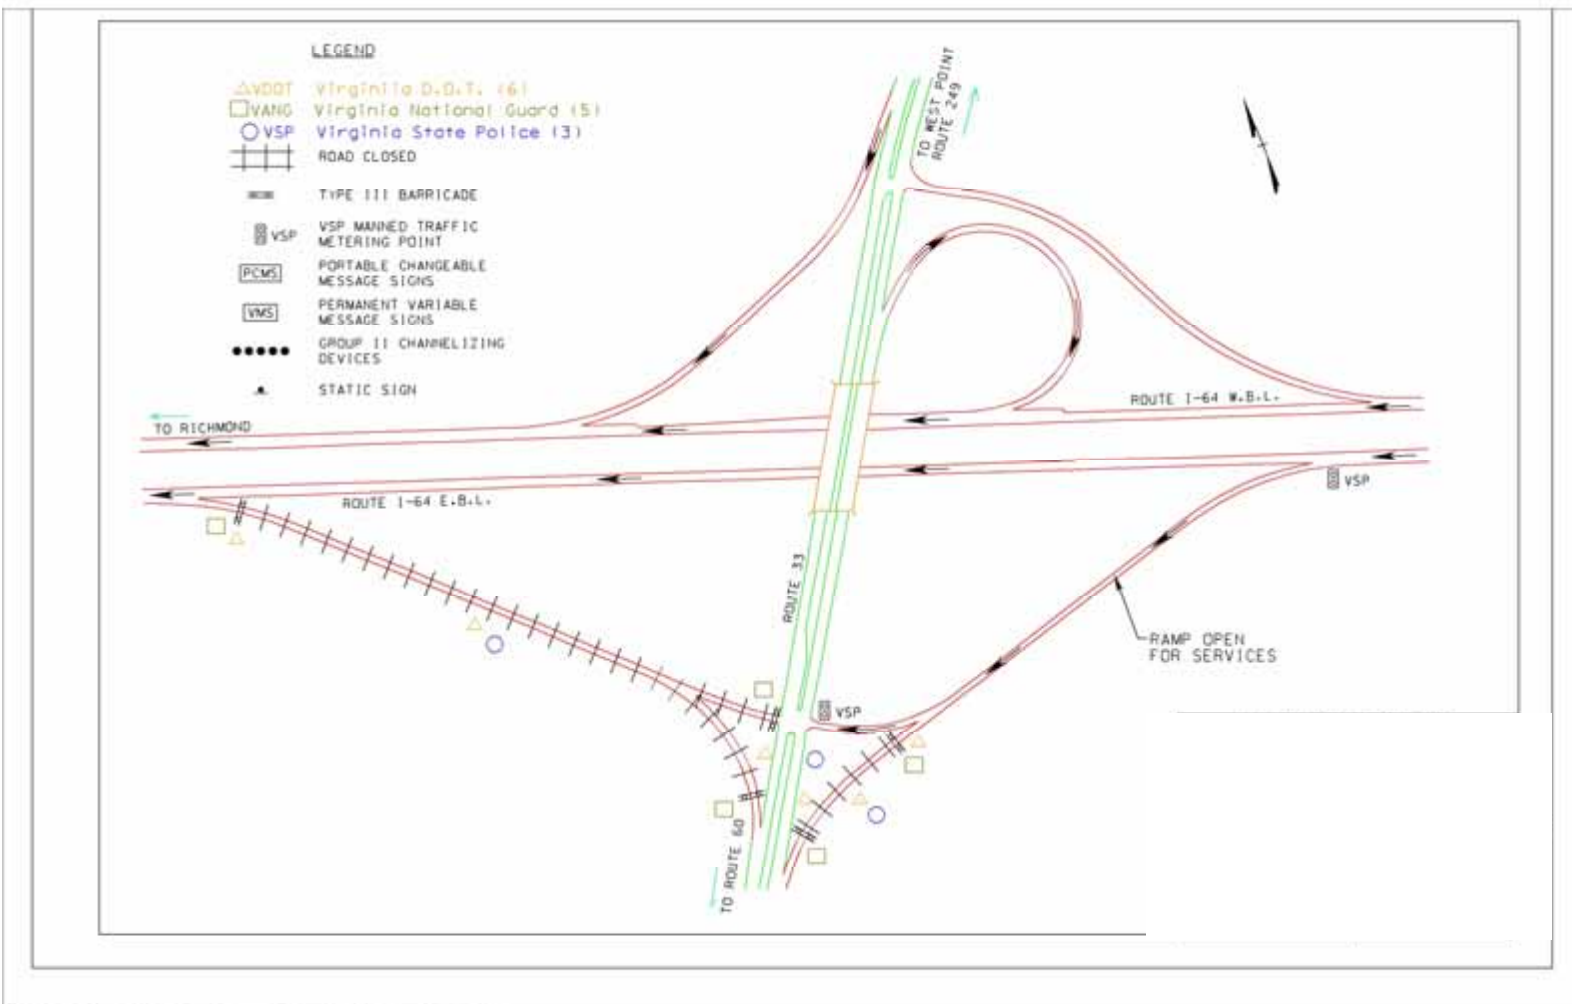 LEGEND
VDOT Virginiia D.O.T. (6)
VANG Virginia National Guard (5)
VSP Virginia State Police (3)
ROAD CLOSED
TYPE III BARRICADE
VSP VSP MANNED TRAFFIC
METERING POINT
PCMS PORTABLE CHANGEABLE
MESSAGE SIGNS
VMS PERMANENT VARIABLE
MESSAGE SIGNS
GROUP II CHANNELIZING
DEVICES
STATIC SIGN
TO WEST POINT
ROUTE 249
TO RICHMOND
ROUTE I-64 W.B.L.
ROUTE I-64 E.B.L.
VSP
ROUTE 33
RAMP OPEN
FOR SERVICES
VSP
TO ROUTE 60